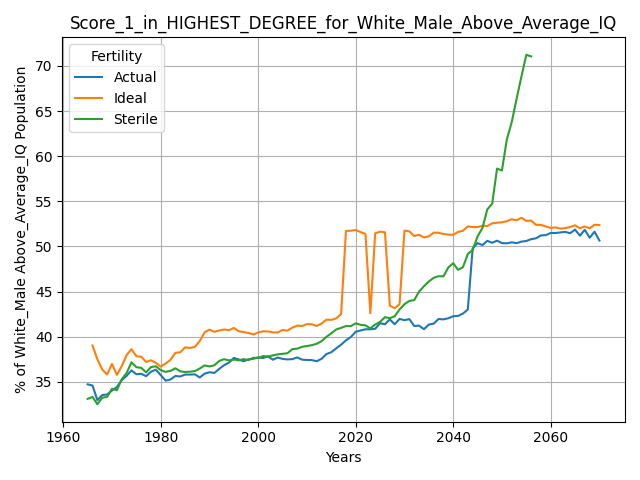 Score_1_in_HIGHEST_DEGREE_for_White_Male_Above_Average_IQ
Fertility
Actual
Ideal
Sterile
% of White_Male Above_Average_IQ Population
70
65
60
55
50
45
40
35
1960
1980
2000
2020
2040
2060
Years